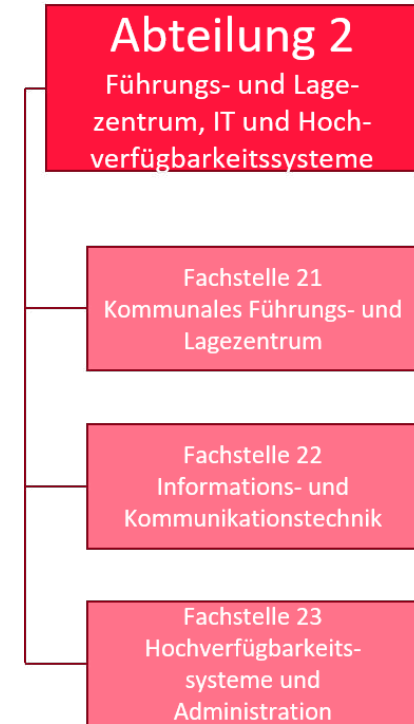 Abteilung 2
Führungs- und Lage-
zentrum, IT und Hoch-
verfügbarkeitssysteme
Fachstelle 21
Kommunales Führungs- und
Lagezentrum
Fachstelle 22
Informations- und
Kommunikationstechnik
Fachstelle 23
Hochverfügbarkeits-
systeme und
Administration